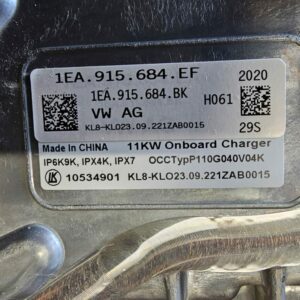 1EA.915.684.EF 2020
1EA.915.684.BK H061
VW AG
KL8-KLO23.09.221ZAB0015 29S
Made in CHINA 11KW Onboard Charger
IP6K9K, IPX4K, IPX7 OCCTypP110G040V04K
LK 10534901 KL8-KLO23.09.221ZAB0015